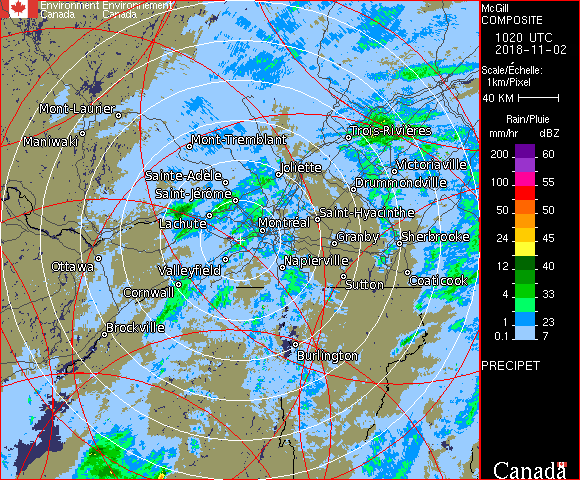 Environment Environnement
Canada Canada
McGill
COMPOSITE
1020 UTC
2018-11-02
Scale/Échelle:
1km/Pixel
40 KM
Rain/Pluie
mm/hr dBZ
200 60
100 55
50 50
24 45
12 40
4 33
1 23
0.1 7
PRECIPET
Canada
Mont-Laurier
Maniwaki
Mont-Tremblant
Trois-Rivières
Joliette
Victoriaville
Sainte-Adèle
Drummondville
Saint-Jérôme
Saint-Hyacinthe
Lachute
Montréal
Granby
Sherbrooke
Ottawa
Valleyfield
Napierville
Sutton
Coaticook
Cornwall
Brockville
Burlington